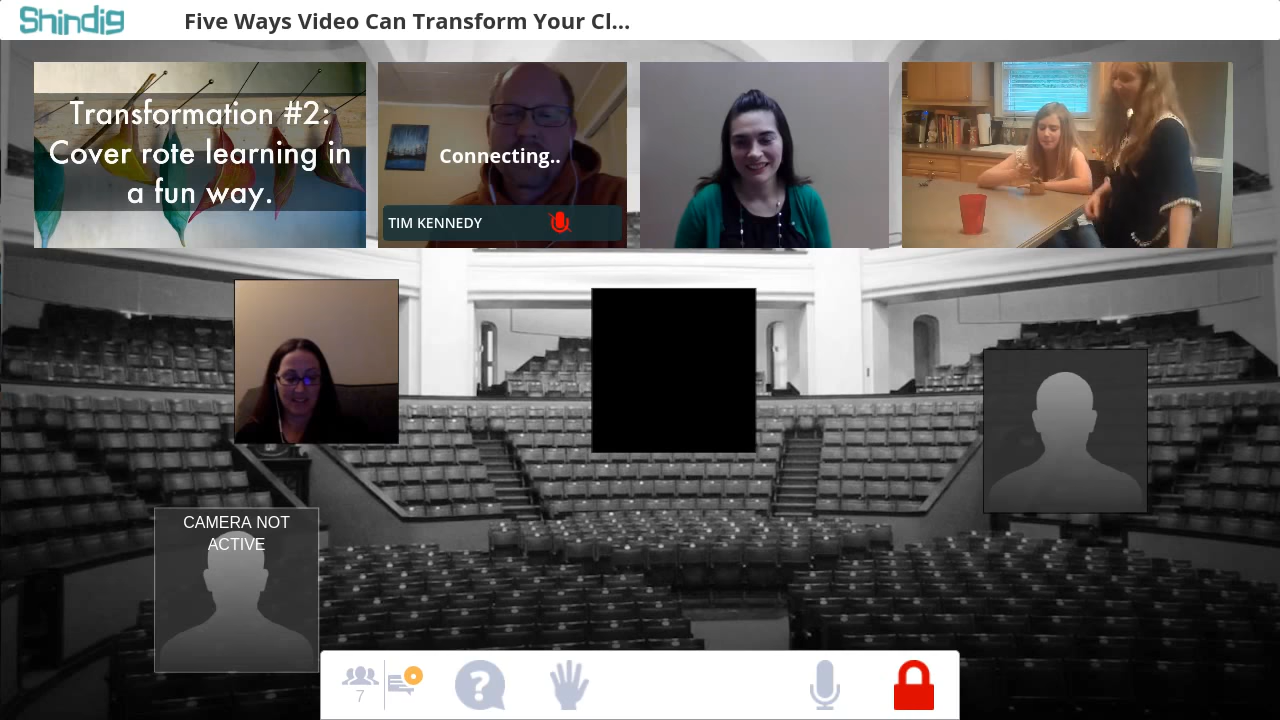 Shindig
Five Ways Video Can Transform Your Cl...
Transformation #2:
Cover rote learning in
a fun way.
Connecting..
TIM KENNEDY
CAMERA NOT
ACTIVE
7